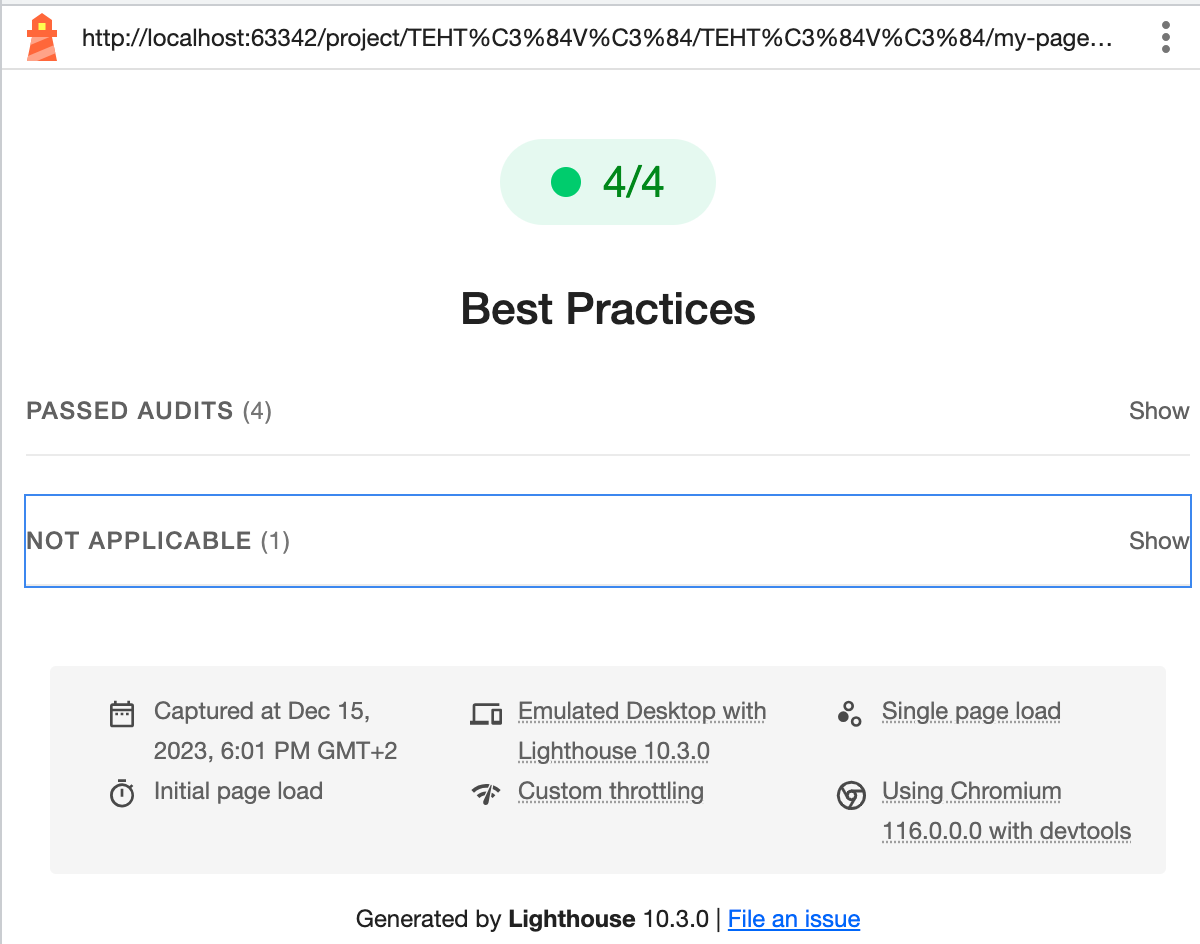 http://localhost:63342/project/TEHT%C3%84V%C3%84/TEHT%C3%84V%C3%84/my-page…
4/4
Best Practices
PASSED AUDITS (4) Show
NOT APPLICABLE (1) Show
Captured at Dec 15,
2023, 6:01 PM GMT+2
Emulated Desktop with
Lighthouse 10.3.0
Single page load
Initial page load
Custom throttling
Using Chromium
116.0.0.0 with devtools
Generated by Lighthouse 10.3.0 | File an issue